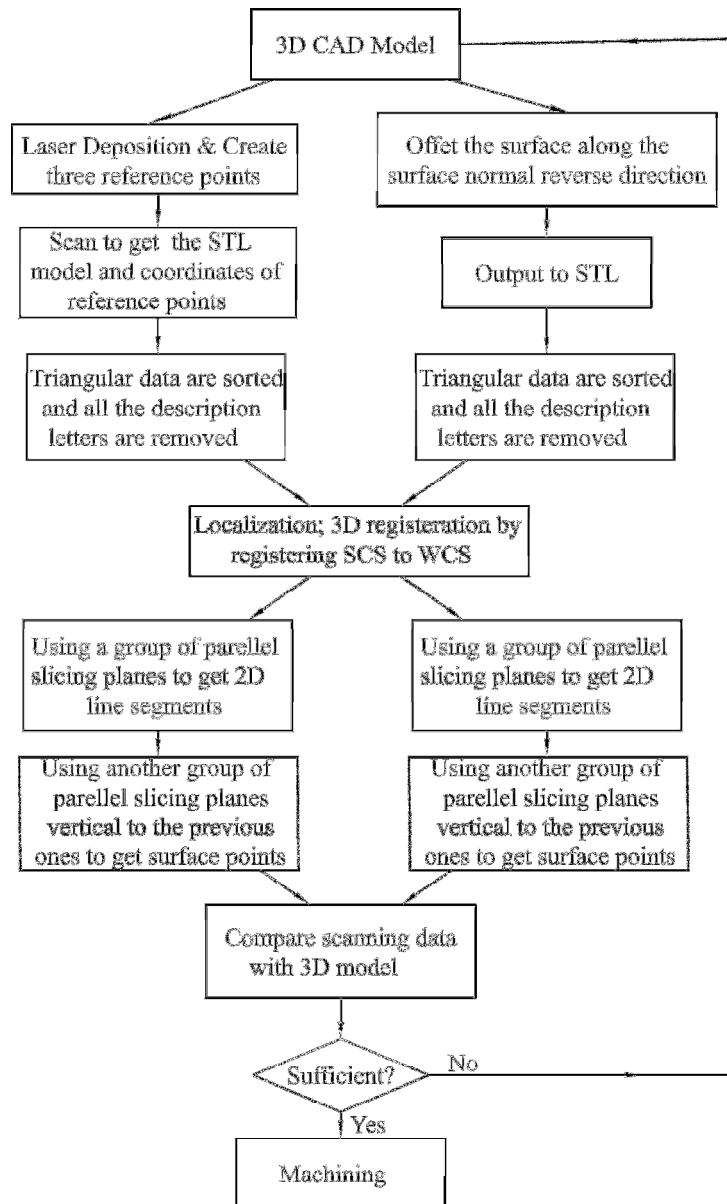 3D CAD Model
Laser Deposition & Create
three reference points
Offet the surface along the
surface normal reverse direction
Scan to get the STL
model and coordinates of
reference points
Output to STL
Triangular data are sorted
and all the description
letters are removed
Triangular data are sorted
and all the description
letters are removed
Localization; 3D registeration by
registering SCS to WCS
Using a group of parellel
slicing planes to get 2D
line segments
Using a group of parellel
slicing planes to get 2D
line segments
Using another group of
parellel slicing planes
vertical to the previous
ones to get surface points
Using another group of
parellel slicing planes
vertical to the previous
ones to get surface points
Compare scanning data
with 3D model
Sufficient?
No
Yes
Machining